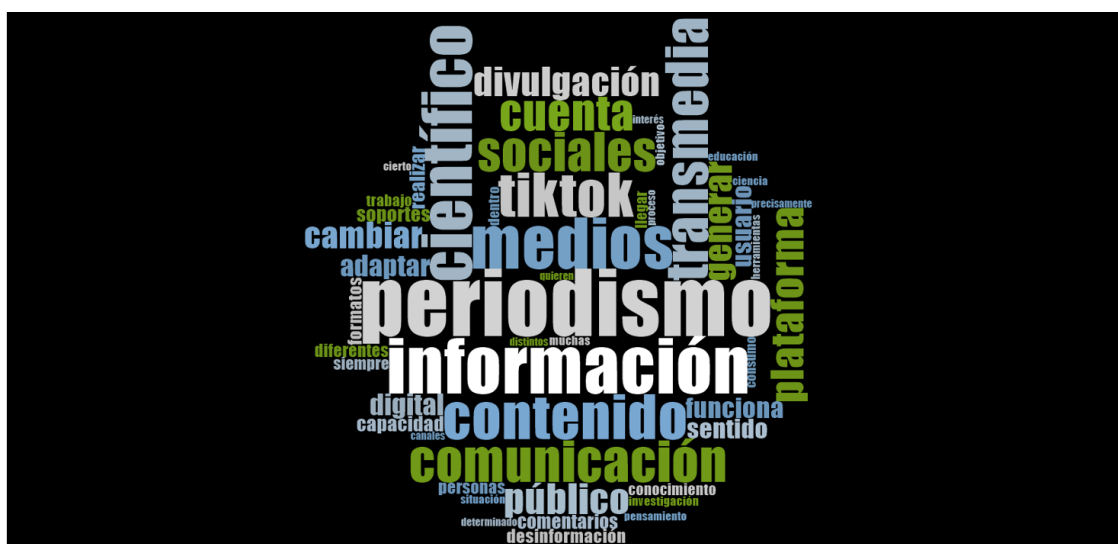 científico
transmedia
divulgación
cuenta
interés
sociales
objetivo
cierto
realizar
educación
ciencia
tiktok
dentro
llegar
proceso
generar
usuario
precisamente
trabajo
soportes
cambiar
medios
herramientas
plataforma
adaptar
quieren
periodismo
formatos
distintos
muchas
diferentes
siempre
información
consumo
digital
capacidad
canales
contenido
funciona
sentido
comunicación
personas
situación
público
conocimiento
investigación
determinado
comentarios
pensamiento
desinformación